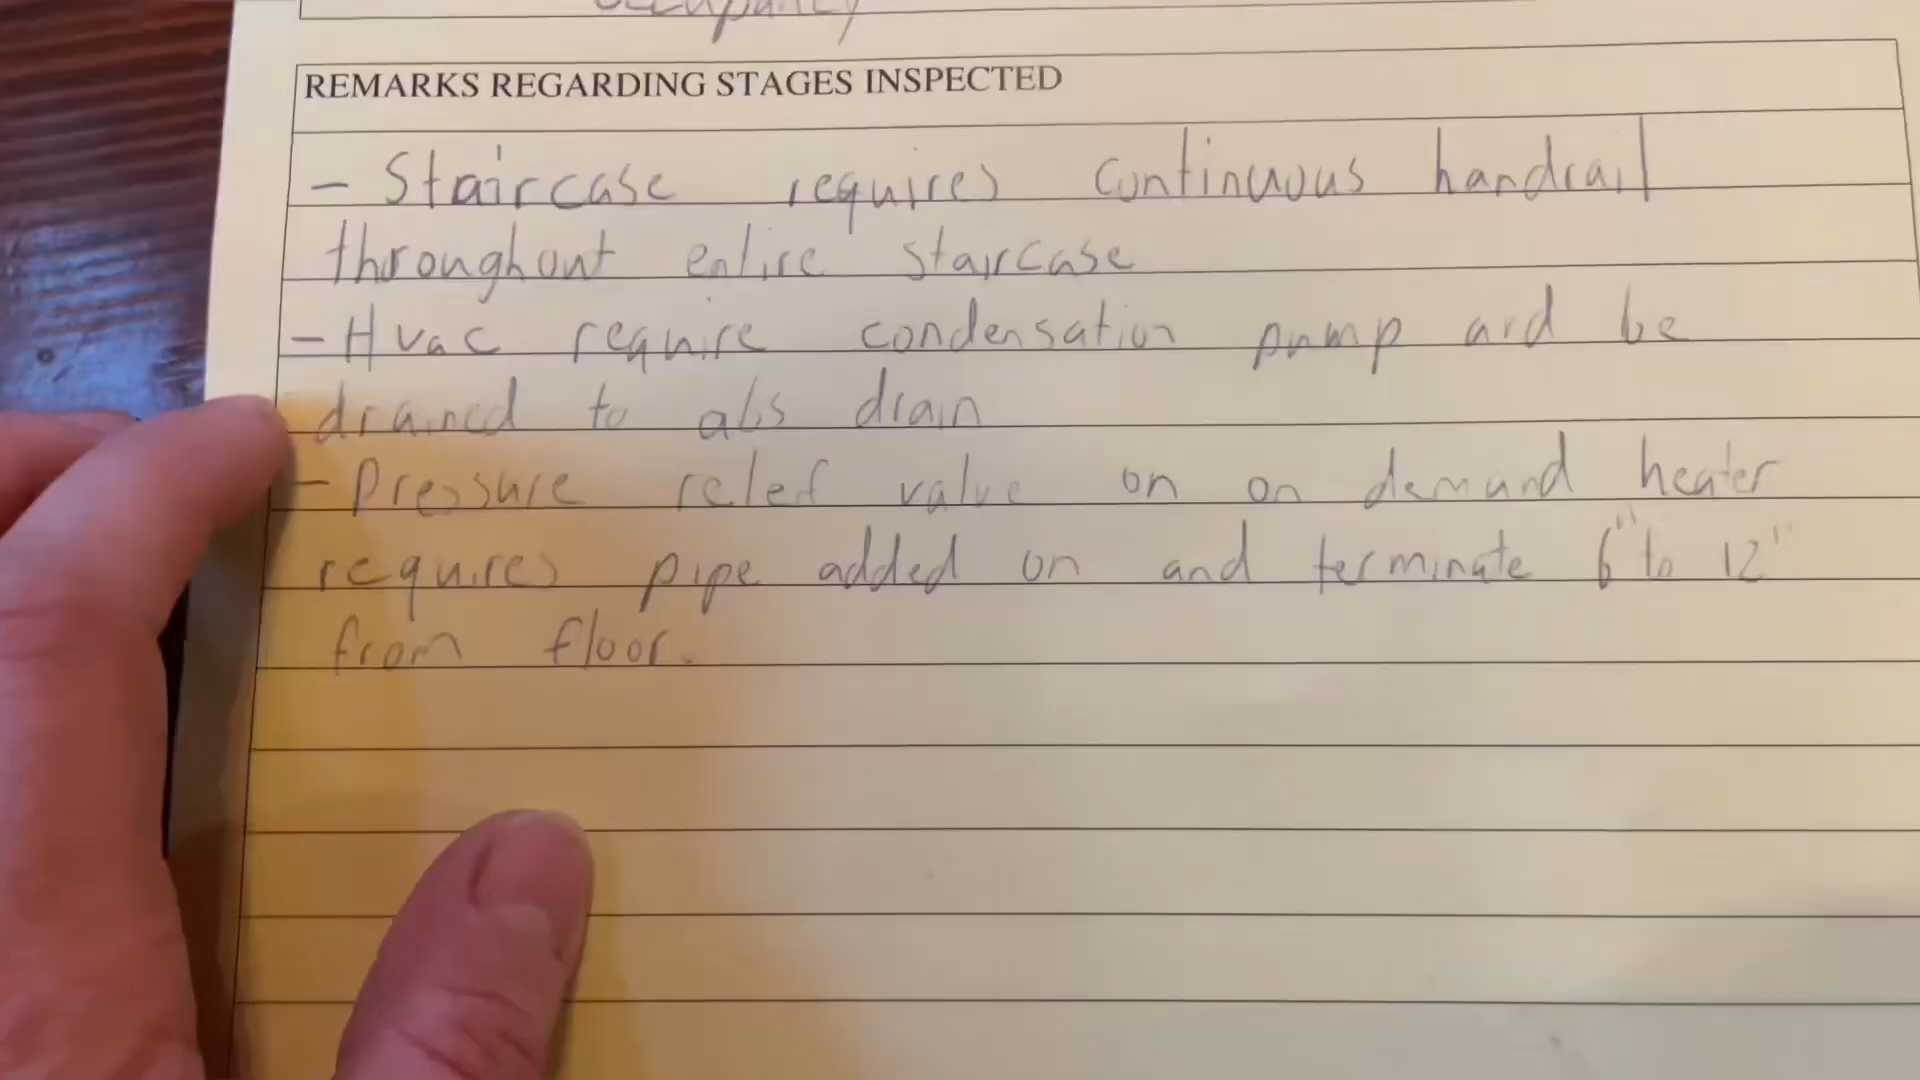 occupancy
REMARKS REGARDING STAGES INSPECTED
- Staircase requires continuous handrail
throughout entire staircase
- Hvac require condensation pump and be
drained to abs drain
- Pressure relef valve on on demand heater
requires pipe added on and terminate 6" to 12"
from floor.